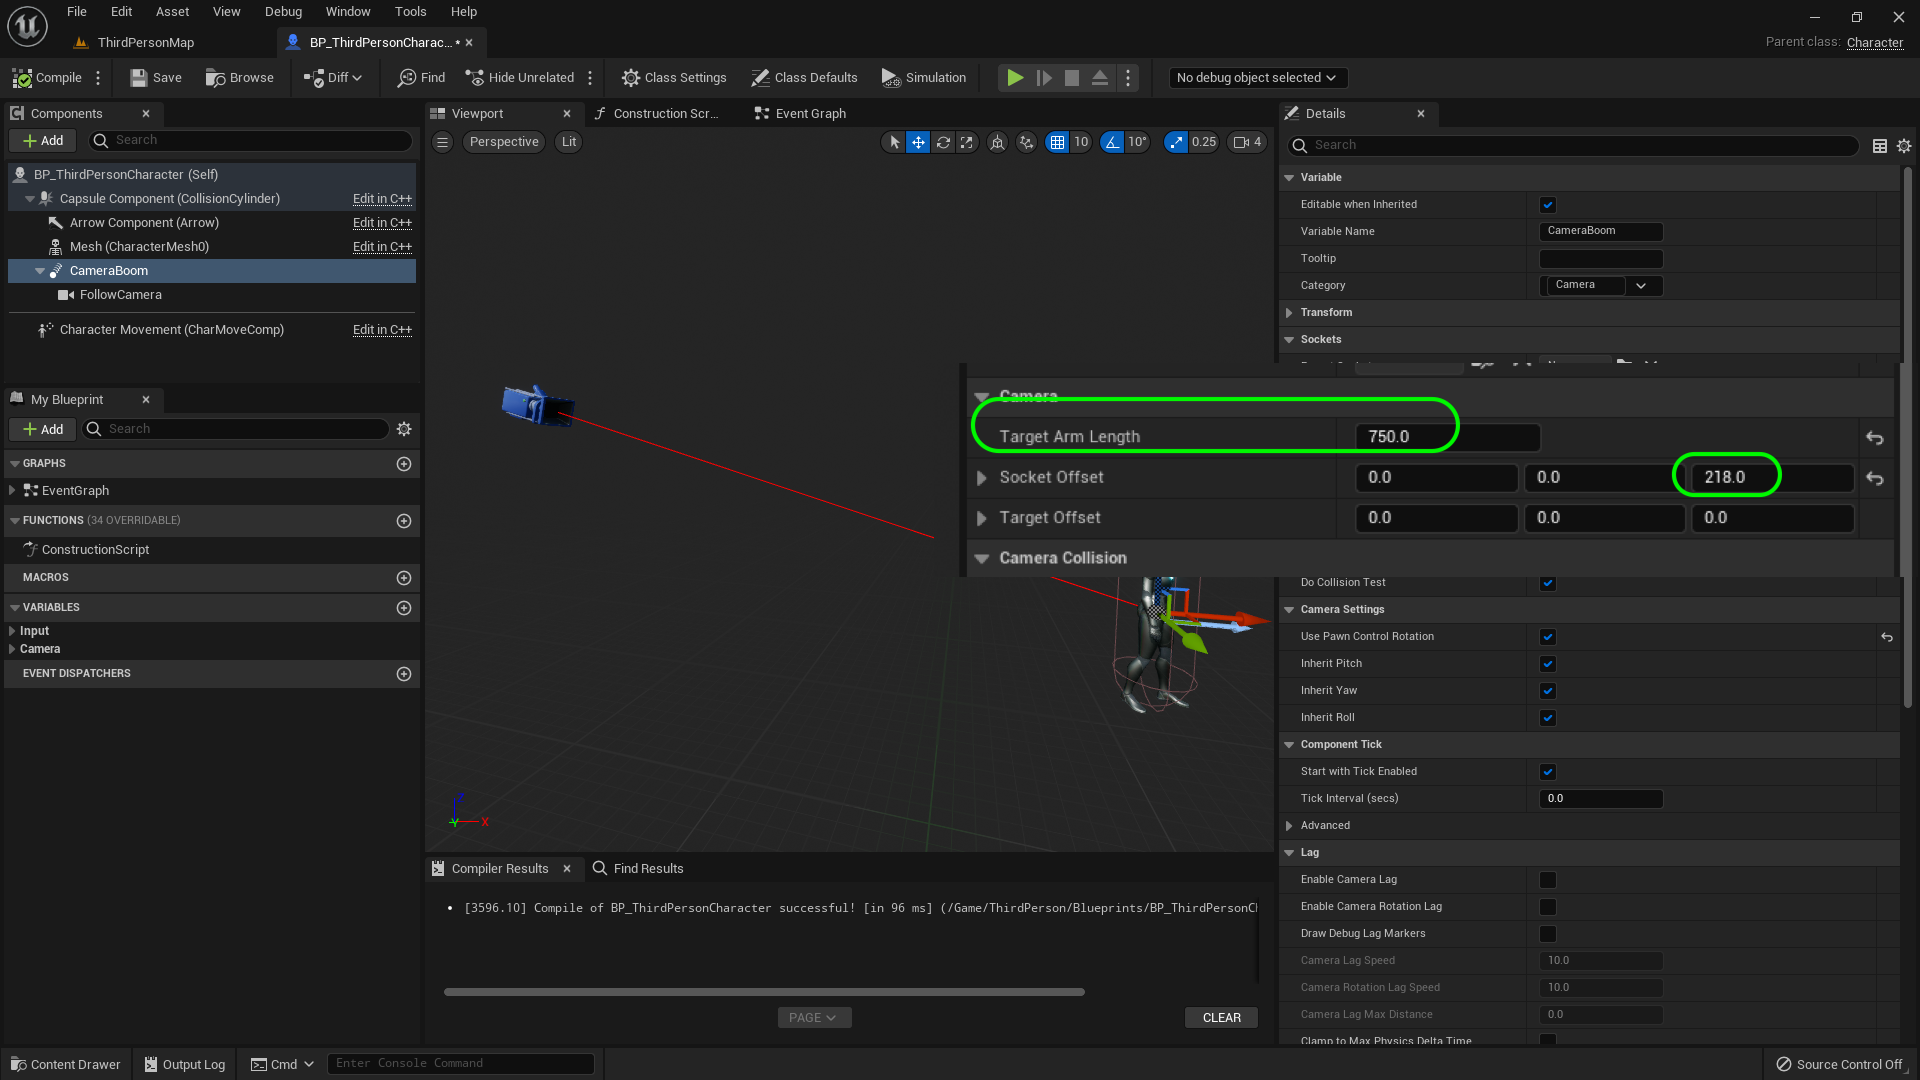 File Edit Asset View Debug Window Tools Help
ThirdPersonMap
BP_ThirdPersonCharac... •
Parent class: Character
Compile Save Browse Diff Find Hide Unrelated Class Settings Class Defaults Simulation No debug object selected
Components
Add Search
BP_ThirdPersonCharacter (Self)
Capsule Component (CollisionCylinder) Edit in C++
Arrow Component (Arrow) Edit in C++
Mesh (CharacterMesh0) Edit in C++
CameraBoom
FollowCamera
Character Movement (CharMoveComp) Edit in C++
My Blueprint
Add Search
GRAPHS
EventGraph
FUNCTIONS (34 OVERRIDABLE)
ConstructionScript
MACROS
VARIABLES
Input
Camera
EVENT DISPATCHERS
Viewport Construction Scr... Event Graph
Perspective Lit 10 10° 0.25 4
Z
Y X
Compiler Results Find Results
• [3596.10] Compile of BP_ThirdPersonCharacter successful! [in 96 ms] (/Game/ThirdPerson/Blueprints/BP_ThirdPersonCh
PAGE CLEAR
Details
Search
Variable
Editable when Inherited
Variable Name CameraBoom
Tooltip
Category Camera
Transform
Sockets
Camera
Target Arm Length 750.0
Socket Offset 0.0 0.0 218.0
Target Offset 0.0 0.0 0.0
Camera Collision
Do Collision Test
Camera Settings
Use Pawn Control Rotation
Inherit Pitch
Inherit Yaw
Inherit Roll
Component Tick
Start with Tick Enabled
Tick Interval (secs) 0.0
Advanced
Lag
Enable Camera Lag
Enable Camera Rotation Lag
Draw Debug Lag Markers
Camera Lag Speed 10.0
Camera Rotation Lag Speed 10.0
Camera Lag Max Distance 0.0
Clamp to Max Physics Delta Time
Content Drawer Output Log Cmd Enter Console Command Source Control Off